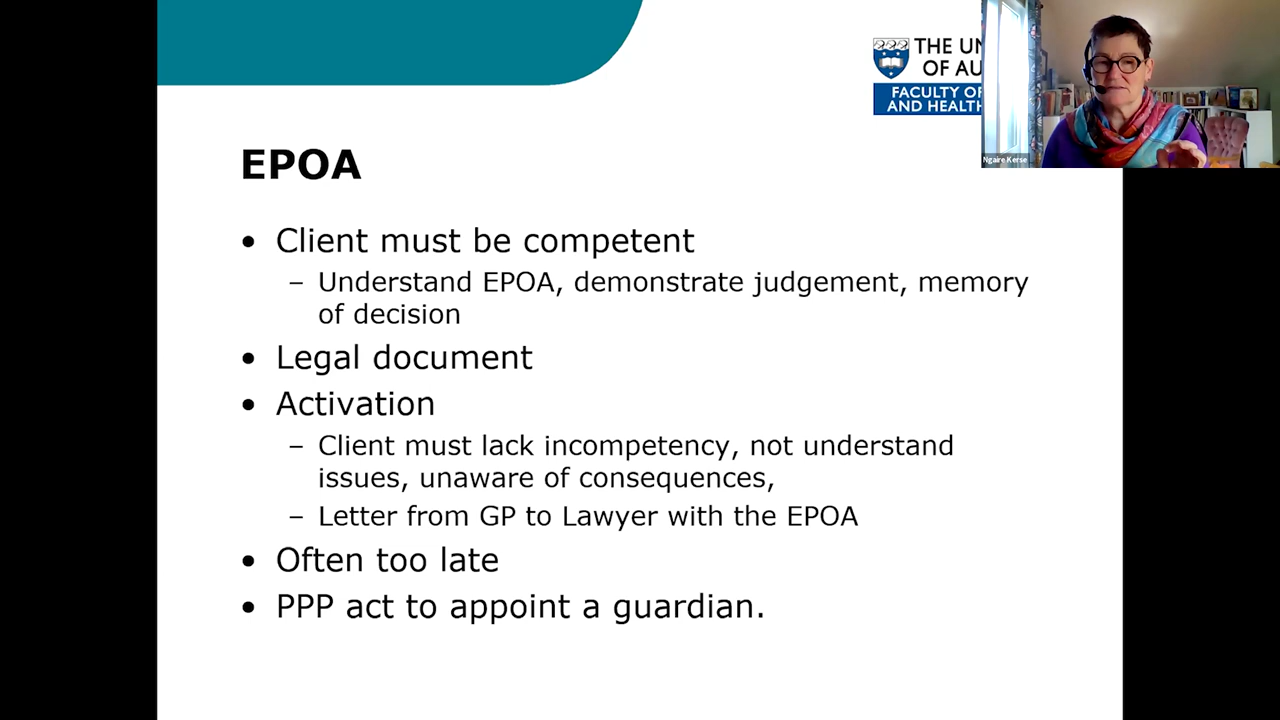 THE UN
OF AU
FACULTY OF
AND HEALTH
Ngaire Kerse
EPOA
• Client must be competent
– Understand EPOA, demonstrate judgement, memory
of decision
• Legal document
• Activation
– Client must lack incompetency, not understand
issues, unaware of consequences,
– Letter from GP to Lawyer with the EPOA
• Often too late
• PPP act to appoint a guardian.